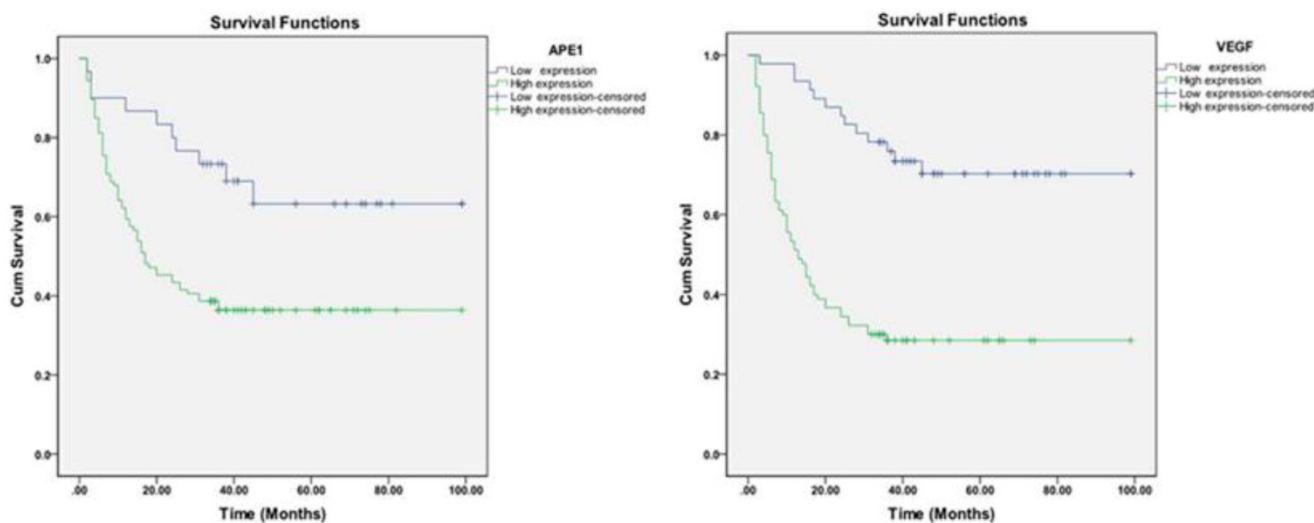 Survival Functions
1.0
0.8
0.6
0.4
0.2
0.0
Cum Survival
.00 20.00 40.00 60.00 80.00 100.00
Time (Months)
APE1
Low expression
High expression
Low expression-censored
High expression-censored
Survival Functions
1.0
0.8
0.6
0.4
0.2
0.0
Cum Survival
.00 20.00 40.00 60.00 80.00 100.00
Time (Months)
VEGF
Low expression
High expression
Low expression-censored
High expression-censored